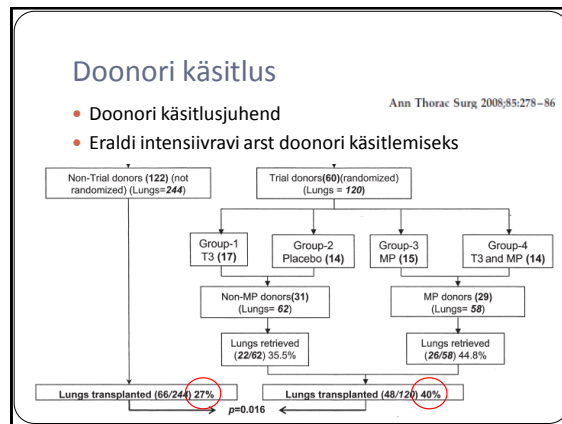 Doonori käsitlus
Ann Thorac Surg 2008;85:278–86
• Doonori käsitlusjuhend
• Eraldi intensiivravi arst doonori käsitlemiseks
Non-Trial donors (122) (not
randomized) (Lungs=244)
Trial donors(60)(randomized)
(Lungs = 120)
Group-1
T3 (17)
Group-2
Placebo (14)
Group-3
MP (15)
Group-4
T3 and MP (14)
Non-MP donors(31)
(Lungs= 62)
MP donors (29)
(Lungs= 58)
Lungs retrieved
(22/62) 35.5%
Lungs retrieved
(26/58) 44.8%
Lungs transplanted (66/244) 27%
Lungs transplanted (48/120) 40%
p=0.016